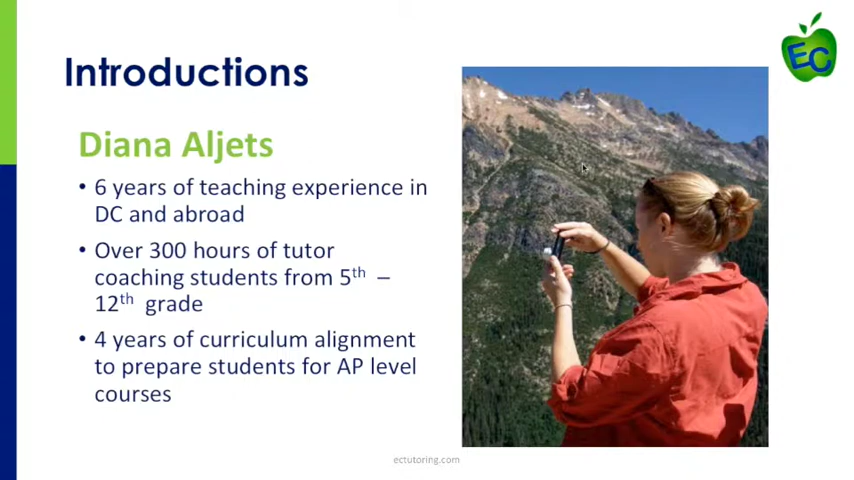 Introductions
Diana Aljets
• 6 years of teaching experience in
DC and abroad
• Over 300 hours of tutor
coaching students from 5th –
12th grade
• 4 years of curriculum alignment
to prepare students for AP level
courses
EC
ectutoring.com